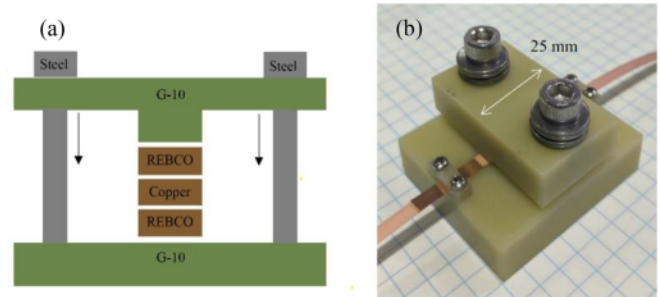 (a)
Steel
Steel
G-10
REBCO
Copper
REBCO
G-10
(b)
25 mm